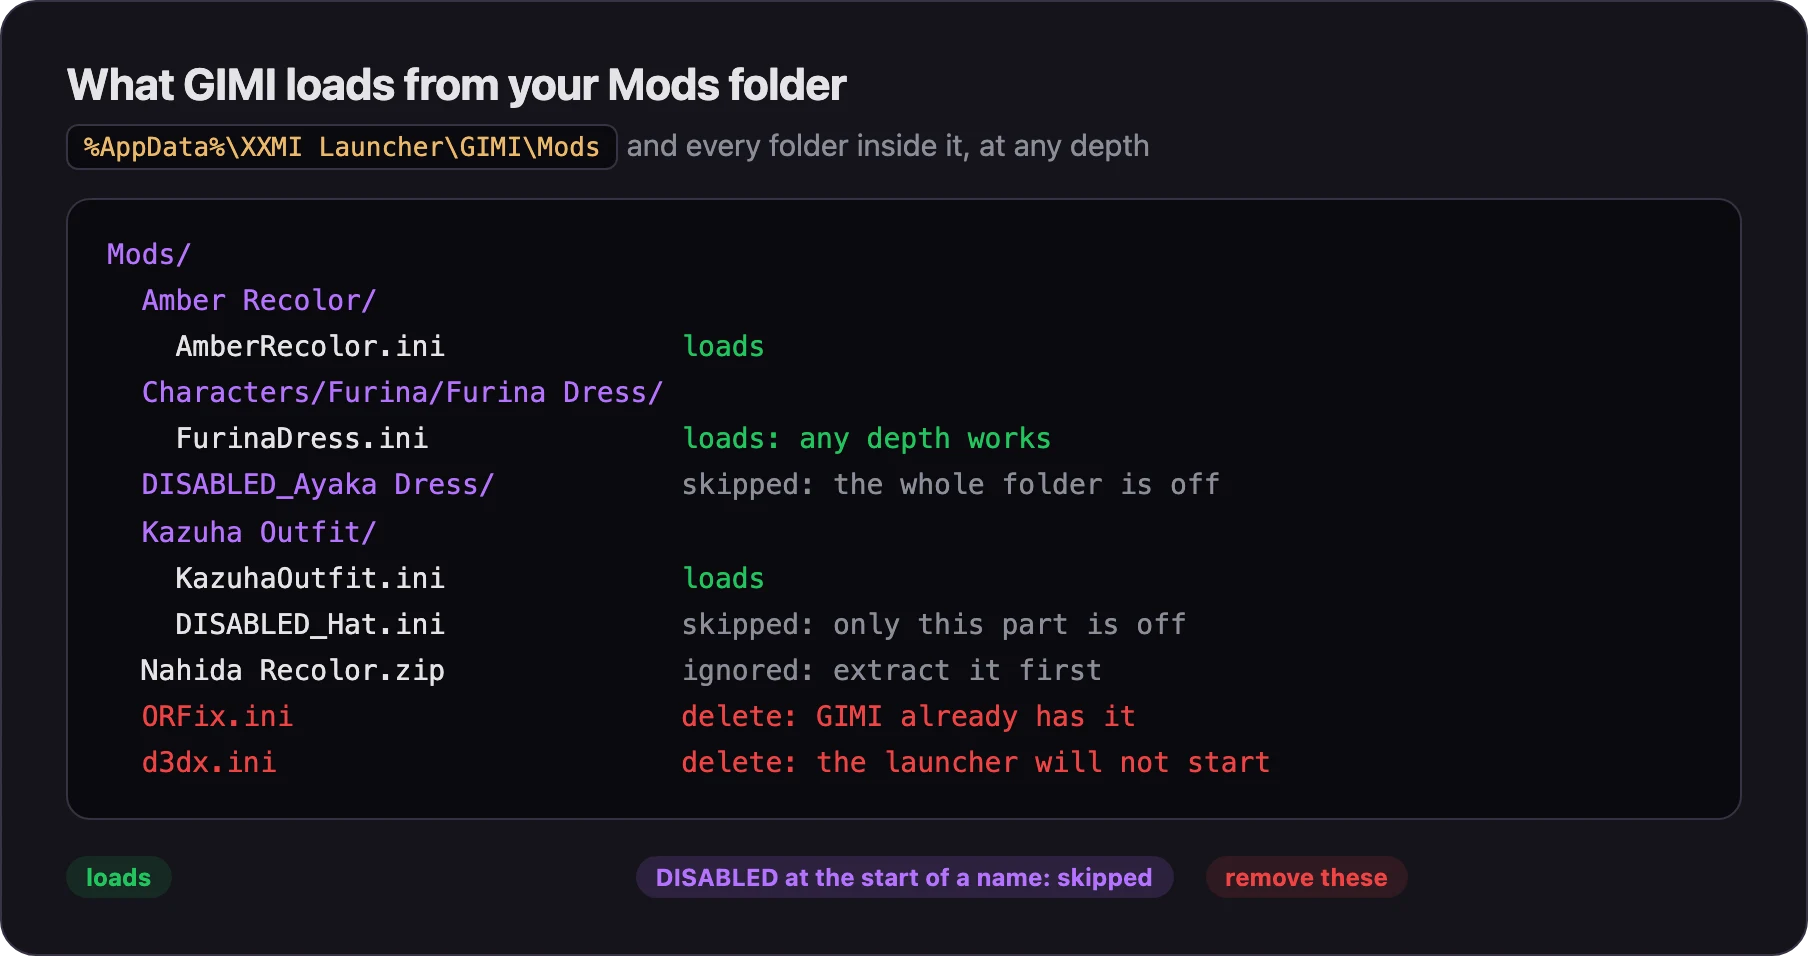 What GIMI loads from your Mods folder
%AppData%\XXMI Launcher\GIMI\Mods and every folder inside it, at any depth
Mods/
Amber Recolor/
AmberRecolor.ini loads
Characters/Furina/Furina Dress/
FurinaDress.ini loads: any depth works
DISABLED_Ayaka Dress/ skipped: the whole folder is off
Kazuha Outfit/
KazuhaOutfit.ini loads
DISABLED_Hat.ini skipped: only this part is off
Nahida Recolor.zip ignored: extract it first
ORFix.ini delete: GIMI already has it
d3dx.ini delete: the launcher will not start
loads DISABLED at the start of a name: skipped remove these